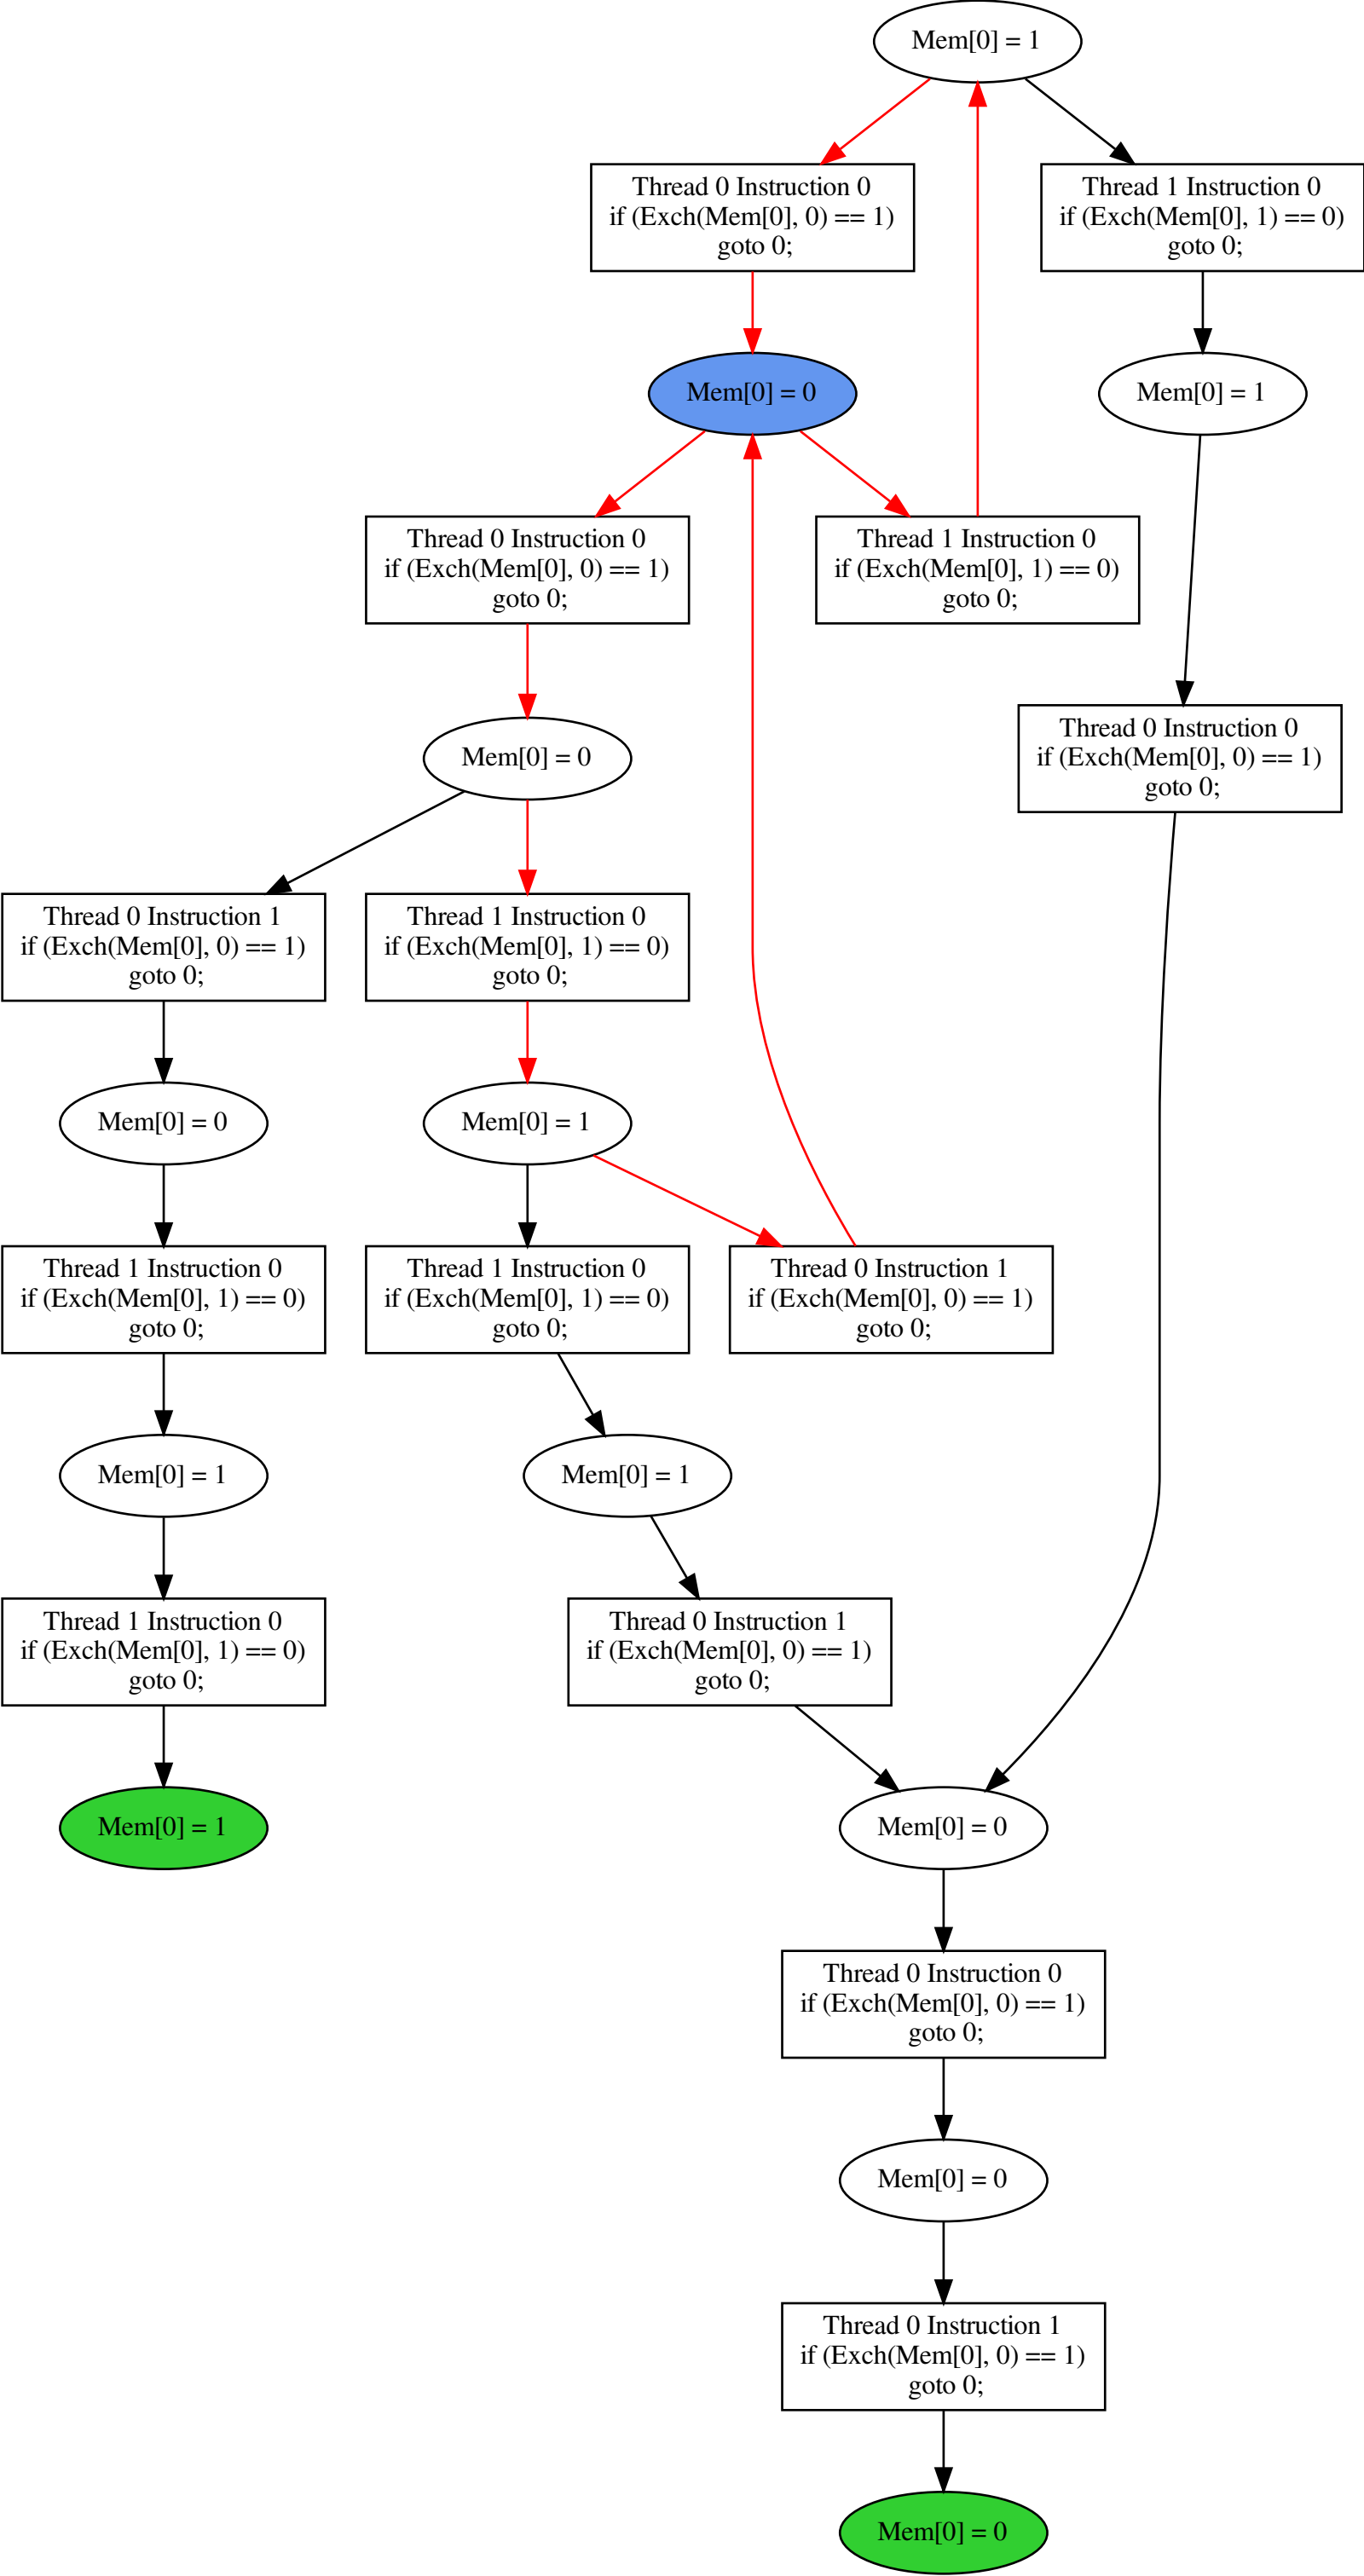 Mem[0] = 1
Thread 0 Instruction 0
if (Exch(Mem[0], 0) == 1)
goto 0;
Thread 1 Instruction 0
if (Exch(Mem[0], 1) == 0)
goto 0;
Mem[0] = 0
Mem[0] = 1
Thread 0 Instruction 0
if (Exch(Mem[0], 0) == 1)
goto 0;
Thread 1 Instruction 0
if (Exch(Mem[0], 1) == 0)
goto 0;
Mem[0] = 0
Thread 0 Instruction 0
if (Exch(Mem[0], 0) == 1)
goto 0;
Thread 0 Instruction 1
if (Exch(Mem[0], 0) == 1)
goto 0;
Thread 1 Instruction 0
if (Exch(Mem[0], 1) == 0)
goto 0;
Mem[0] = 0
Mem[0] = 1
Thread 1 Instruction 0
if (Exch(Mem[0], 1) == 0)
goto 0;
Thread 1 Instruction 0
if (Exch(Mem[0], 1) == 0)
goto 0;
Thread 0 Instruction 1
if (Exch(Mem[0], 0) == 1)
goto 0;
Mem[0] = 1
Mem[0] = 1
Thread 1 Instruction 0
if (Exch(Mem[0], 1) == 0)
goto 0;
Thread 0 Instruction 1
if (Exch(Mem[0], 0) == 1)
goto 0;
Mem[0] = 1
Mem[0] = 0
Thread 0 Instruction 0
if (Exch(Mem[0], 0) == 1)
goto 0;
Mem[0] = 0
Thread 0 Instruction 1
if (Exch(Mem[0], 0) == 1)
goto 0;
Mem[0] = 0